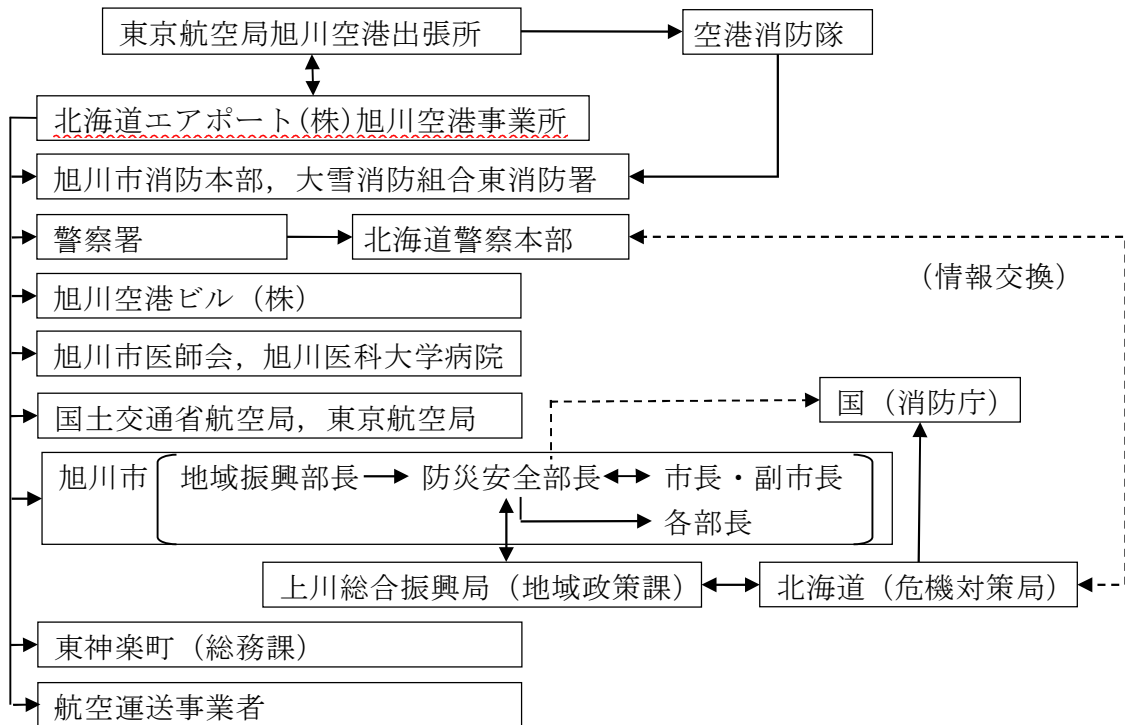 東京航空局旭川空港出張所
空港消防隊
北海道エアポート(株)旭川空港事業所
旭川市消防本部，大雪消防組合東消防署
警察署
北海道警察本部
（情報交換）
旭川空港ビル（株）
旭川市医師会，旭川医科大学病院
国（消防庁）
国土交通省航空局，東京航空局
旭川市
地域振興部長
防災安全部長
市長・副市長
各部長
上川総合振興局（地域政策課）
北海道（危機対策局）
東神楽町（総務課）
航空運送事業者